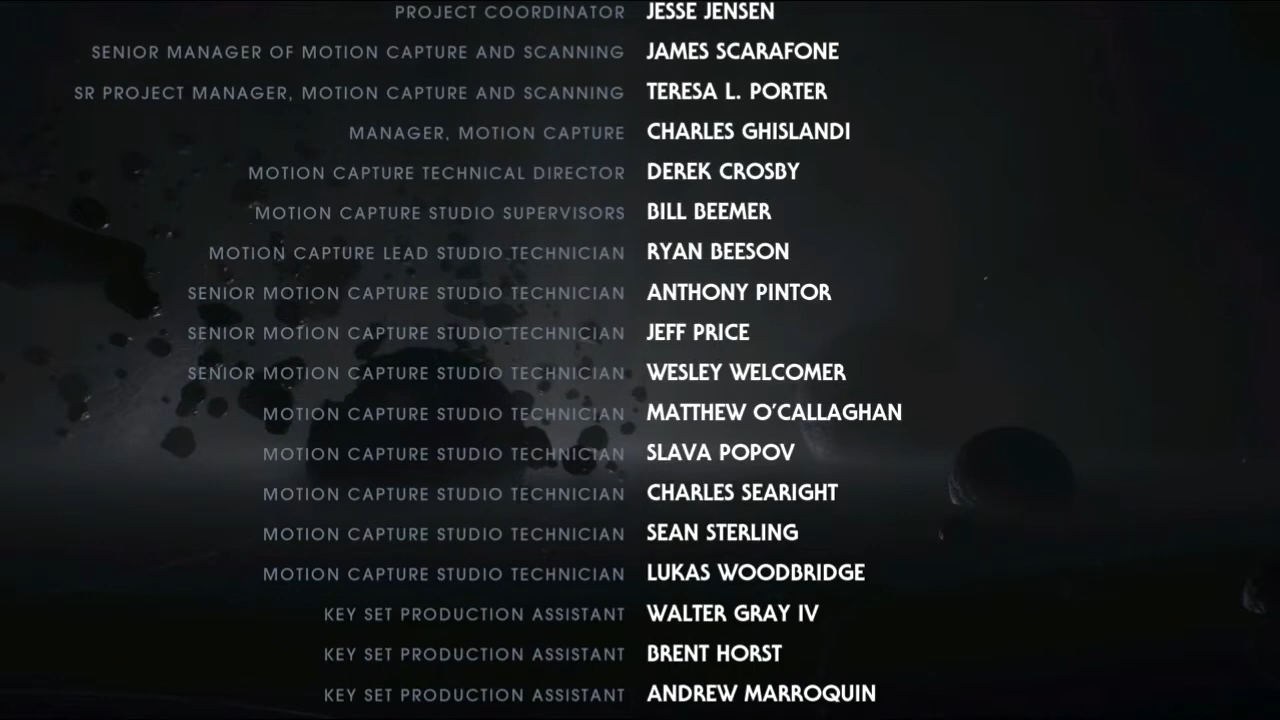 PROJECT COORDINATOR JESSE JENSEN
SENIOR MANAGER OF MOTION CAPTURE AND SCANNING JAMES SCARAFONE
SR PROJECT MANAGER, MOTION CAPTURE AND SCANNING TERESA L. PORTER
MANAGER, MOTION CAPTURE CHARLES GHISLANDI
MOTION CAPTURE TECHNICAL DIRECTOR DEREK CROSBY
MOTION CAPTURE STUDIO SUPERVISORS BILL BEEMER
MOTION CAPTURE LEAD STUDIO TECHNICIAN RYAN BEESON
SENIOR MOTION CAPTURE STUDIO TECHNICIAN ANTHONY PINTOR
SENIOR MOTION CAPTURE STUDIO TECHNICIAN JEFF PRICE
SENIOR MOTION CAPTURE STUDIO TECHNICIAN WESLEY WELCOMER
MOTION CAPTURE STUDIO TECHNICIAN MATTHEW O'CALLAGHAN
MOTION CAPTURE STUDIO TECHNICIAN SLAVA POPOV
MOTION CAPTURE STUDIO TECHNICIAN CHARLES SEARIGHT
MOTION CAPTURE STUDIO TECHNICIAN SEAN STERLING
MOTION CAPTURE STUDIO TECHNICIAN LUKAS WOODBRIDGE
KEY SET PRODUCTION ASSISTANT WALTER GRAY IV
KEY SET PRODUCTION ASSISTANT BRENT HORST
KEY SET PRODUCTION ASSISTANT ANDREW MARROQUIN